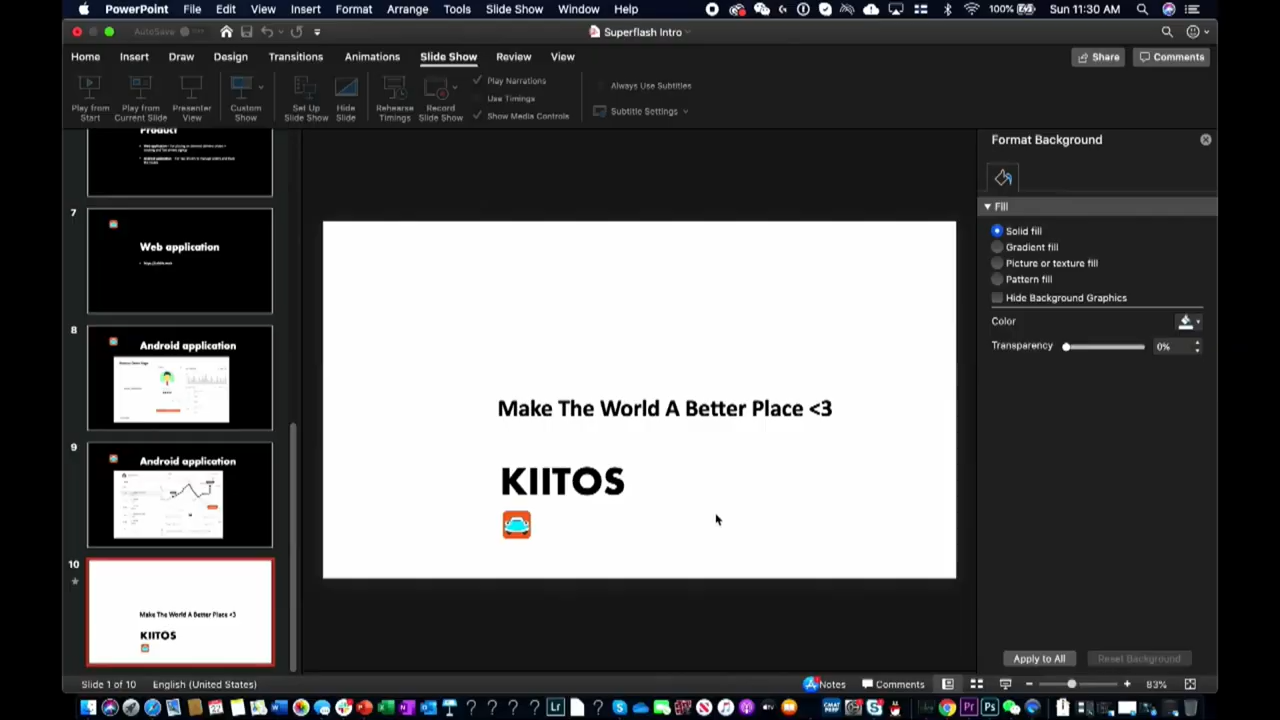 PowerPoint File Edit View Insert Format Arrange Tools Slide Show Window Help 100% Sun 11:30 AM
AutoSave
Superflash Intro
Home Insert Draw Design Transitions Animations Slide Show Review View
Share Comments
Play from Start
Play from Current Slide
Presenter View
Custom Show
Set Up Slide Show
Hide Slide
Rehearse Timings
Record Slide Show
Play Narrations
Use Timings
Show Media Controls
Always Use Subtitles
Subtitle Settings
Product
7
Web application
8
Android application
9
Android application
10
Make The World A Better Place <3
KIITOS
Make The World A Better Place <3
KIITOS
Format Background
Fill
Solid fill
Gradient fill
Picture or texture fill
Pattern fill
Hide Background Graphics
Color
Transparency 0%
Apply to All Reset Background
Slide 1 of 10 English (United States)
Notes Comments 83%
Lr
Pr
Ps